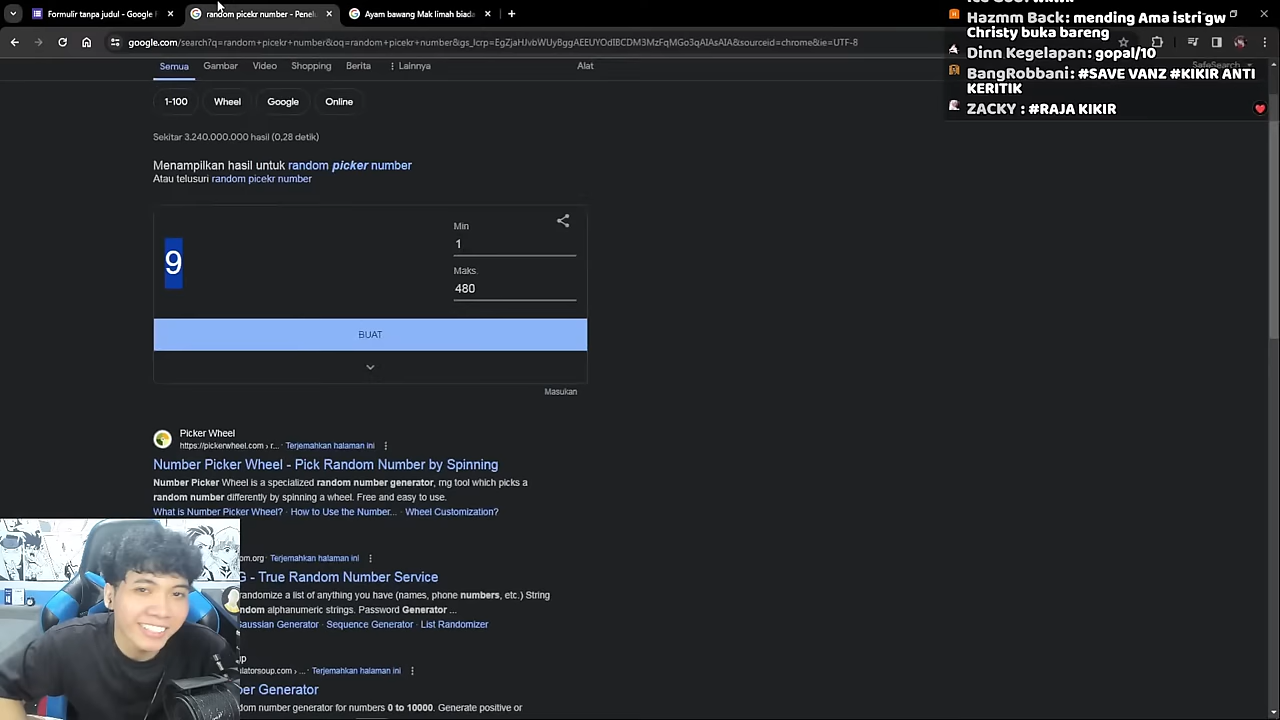 Formulir tanpa judul - Google F
random picekr number - Penelu
Ayam bawang Mak limah biada
google.com/search?q=random+picekr+number&oq=random+picekr+number&gs_lcrp=EgZjaHJvbWUyBggAEEUYOdIBCDM3MzFqMGo3qAIAsAIA&sourceid=chrome&ie=UTF-8
Hazmm Back: mending Ama istri gw
Christy buka bareng
Dinn Kegelapan: gopal/10
BangRobbani: #SAVE VANZ #KIKIR ANTI
KERITIK
ZACKY : #RAJA KIKIR
Semua
Gambar
Video
Shopping
Berita
Lainnya
Alat
SafeSearch
1-100
Wheel
Google
Online
Sekitar 3.240.000.000 hasil (0,28 detik)
Menampilkan hasil untuk random picker number
Atau telusuri random picekr number
9
Min
1
Maks.
480
BUAT
Masukan
Picker Wheel
https://pickerwheel.com › r... · Terjemahkan halaman ini
Number Picker Wheel - Pick Random Number by Spinning
Number Picker Wheel is a specialized random number generator, rng tool which picks a
random number differently by spinning a wheel. Free and easy to use.
What is Number Picker Wheel? · How to Use the Number... · Wheel Customization?
om.org · Terjemahkan halaman ini
G - True Random Number Service
randomize a list of anything you have (names, phone numbers, etc.) String
ndom alphanumeric strings. Password Generator ...
Gaussian Generator · Sequence Generator · List Randomizer
up
ulatorsoup.com › ... · Terjemahkan halaman ini
ber Generator
dom number generator for numbers 0 to 10000. Generate positive or